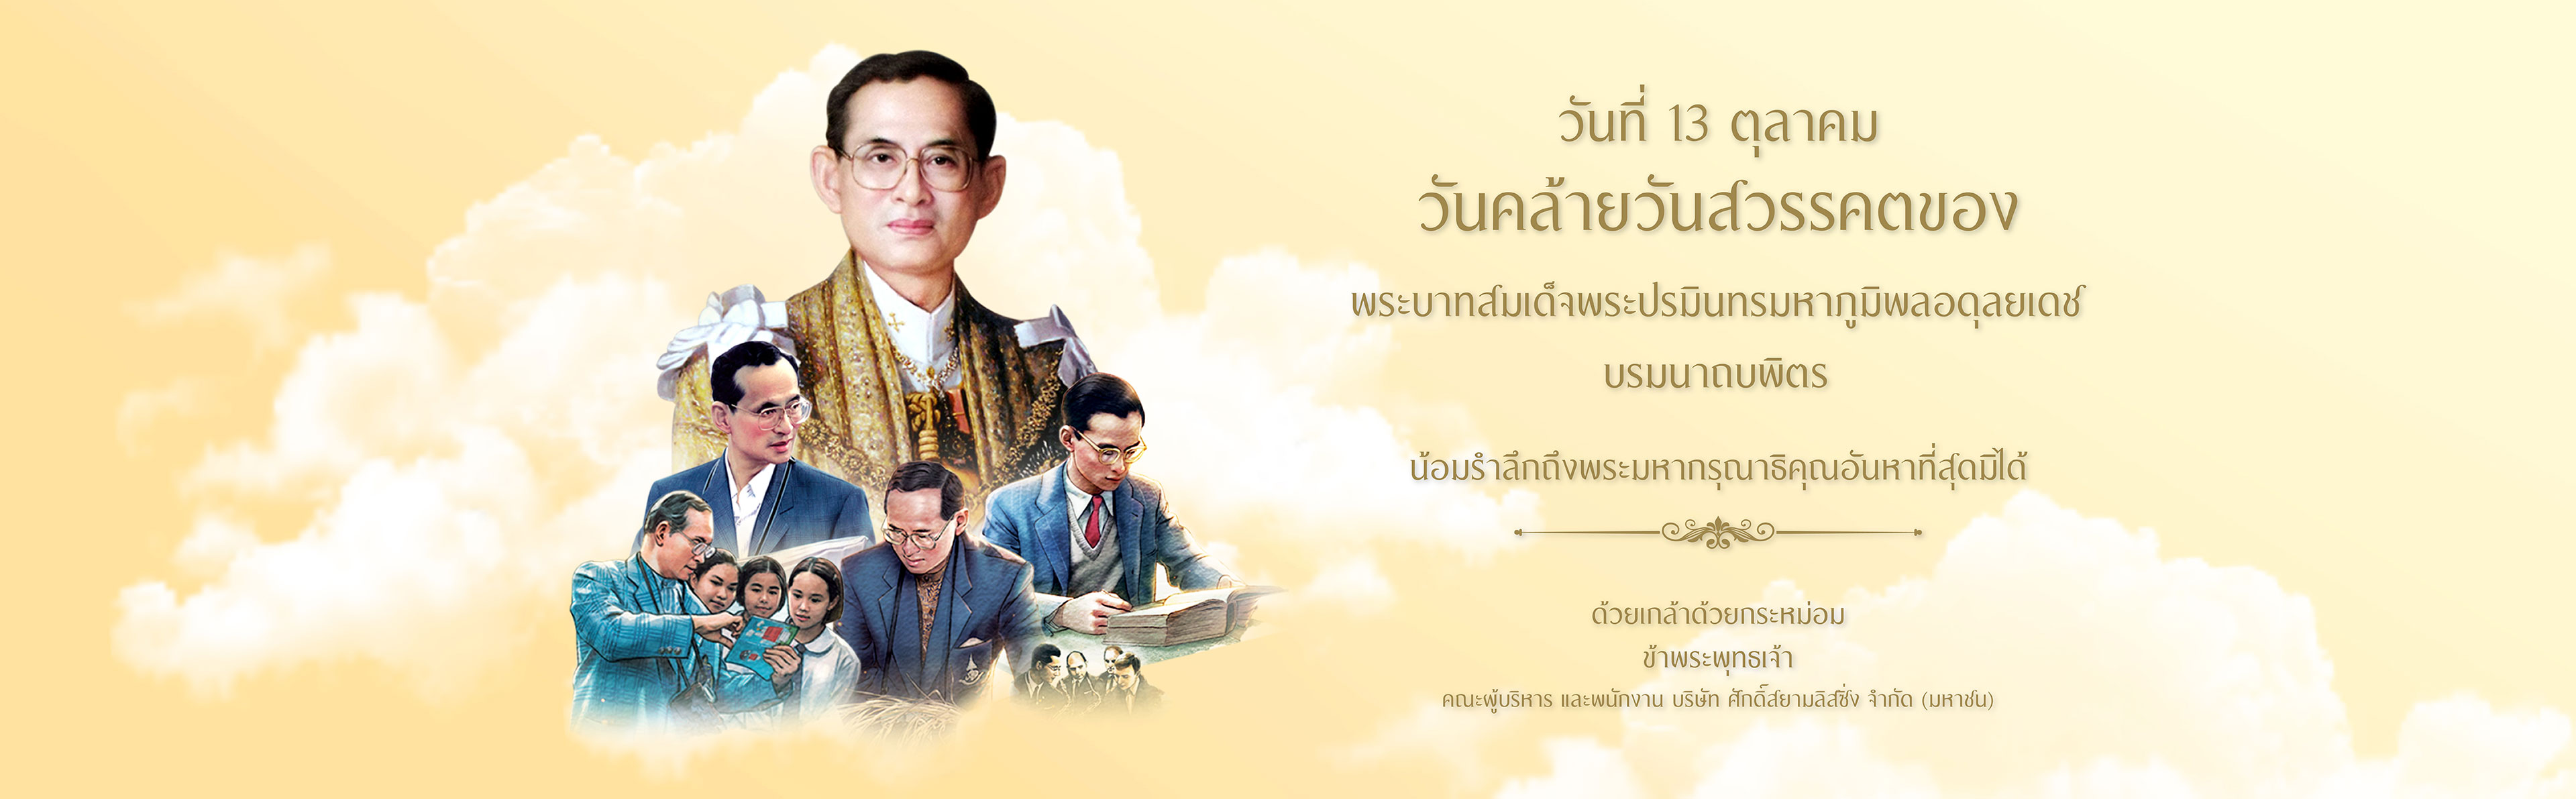 วันที่ 13 ตุลาคม
วันคล้ายวันสวรรคตของ
พระบาทสมเด็จพระปรมินทรมหาภูมิพลอดุลยเดช
บรมนาถบพิตร
น้อมรำลึกถึงพระมหากรุณาธิคุณอันหาที่สุดมิได้
ด้วยเกล้าด้วยกระหม่อม
ข้าพระพุทธเจ้า
คณะผู้บริหาร และพนักงาน บริษัท ศักดิ์สยามลิสซิ่ง จำกัด (มหาชน)